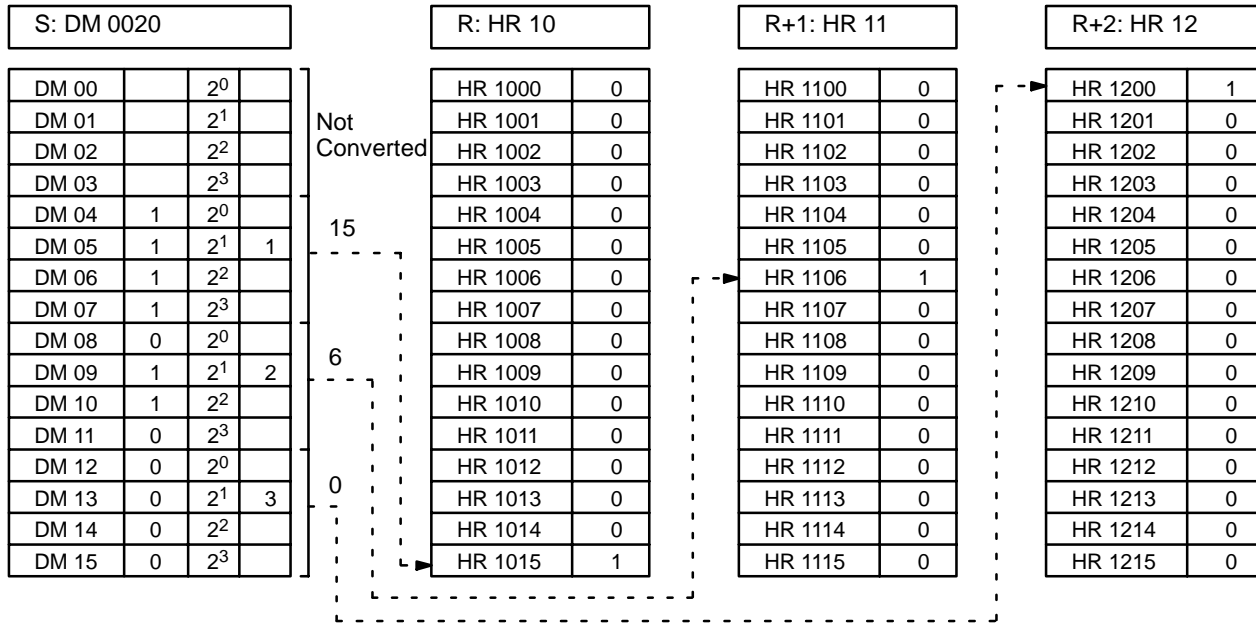 S: DM 0020 R: HR 10 R+1: HR 11 R+2: HR 12
DM 00 2⁰ HR 1000 0 HR 1100 0 HR 1200 1
DM 01 2¹ Not HR 1001 0 HR 1101 0 HR 1201 0
DM 02 2² Converted HR 1002 0 HR 1102 0 HR 1202 0
DM 03 2³ HR 1003 0 HR 1103 0 HR 1203 0
DM 04 1 2⁰ 15 HR 1004 0 HR 1104 0 HR 1204 0
DM 05 1 2¹ 1 HR 1005 0 HR 1105 0 HR 1205 0
DM 06 1 2² HR 1006 0 HR 1106 1 HR 1206 0
DM 07 1 2³ HR 1007 0 HR 1107 0 HR 1207 0
DM 08 0 2⁰ HR 1008 0 HR 1108 0 HR 1208 0
DM 09 1 2¹ 2 6 HR 1009 0 HR 1109 0 HR 1209 0
DM 10 1 2² HR 1010 0 HR 1110 0 HR 1210 0
DM 11 0 2³ HR 1011 0 HR 1111 0 HR 1211 0
DM 12 0 2⁰ HR 1012 0 HR 1112 0 HR 1212 0
DM 13 0 2¹ 3 0 HR 1013 0 HR 1113 0 HR 1213 0
DM 14 0 2² HR 1014 0 HR 1114 0 HR 1214 0
DM 15 0 2³ HR 1015 1 HR 1115 0 HR 1215 0